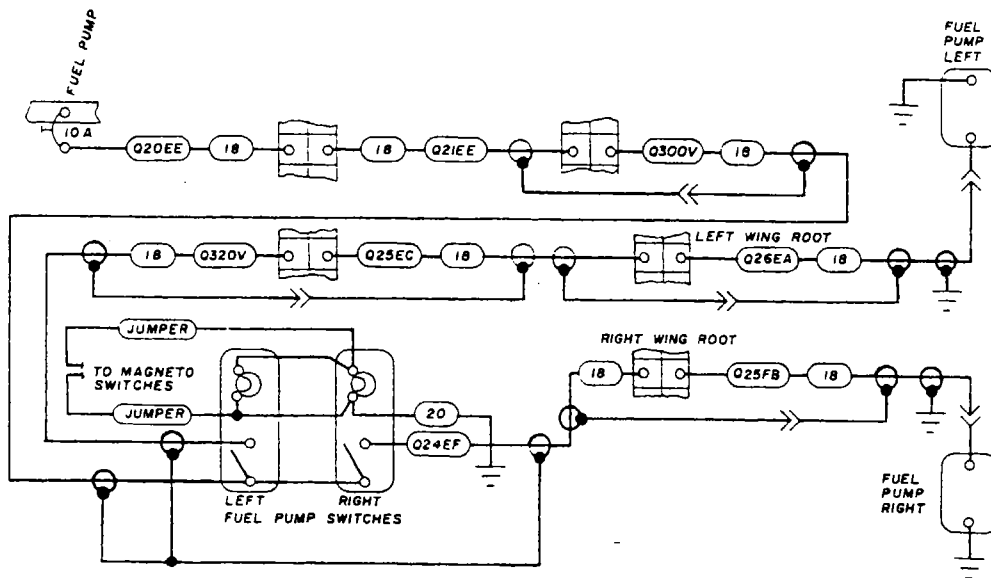 FUEL PUMP
10 A
Q20EE
18
18
Q21EE
Q300V
18
FUEL
PUMP
LEFT
18
Q320V
Q25EC
18
LEFT WING ROOT
Q26EA
18
JUMPER
TO MAGNETO
SWITCHES
JUMPER
20
Q24EF
RIGHT WING ROOT
18
Q25FB
18
LEFT
RIGHT
FUEL PUMP SWITCHES
FUEL
PUMP
RIGHT